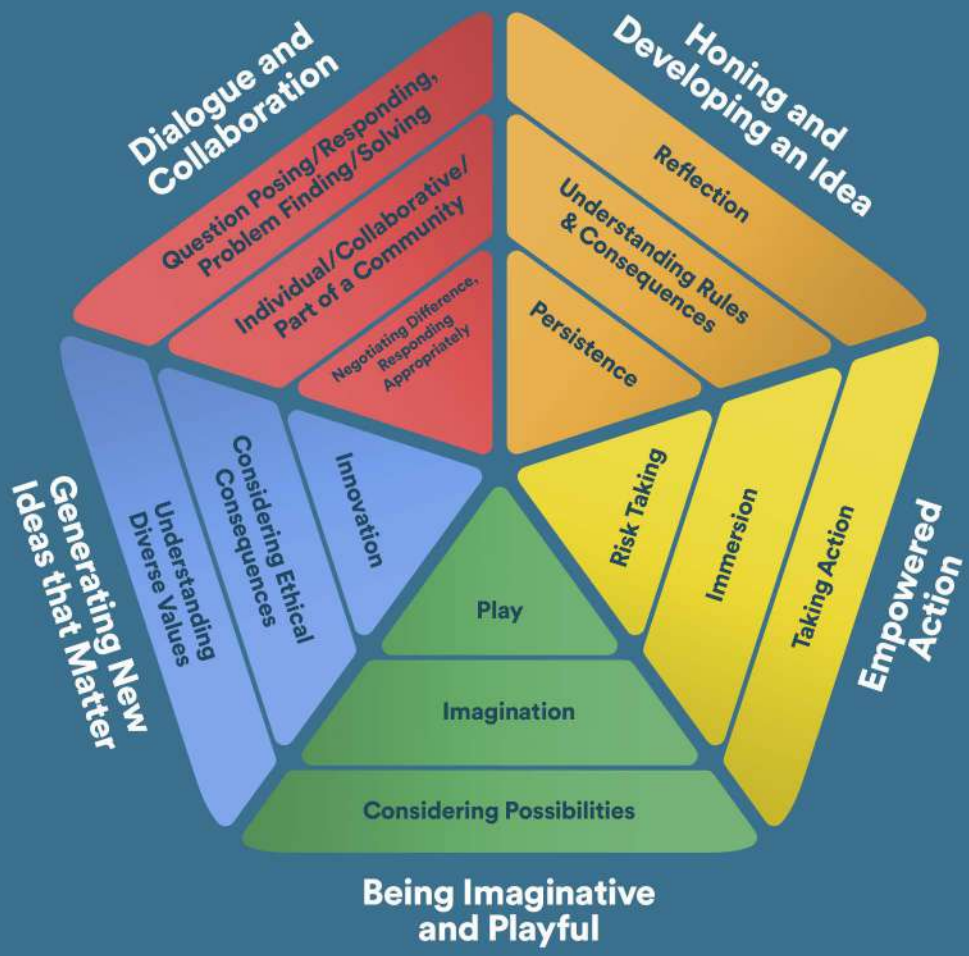 Dialogue and
Collaboration
Question Posing/Responding,
Problem Finding/Solving
Individual/Collaborative/
Part of a Community
Negotiating Difference,
Responding
Appropriately
Honing and
Developing an Idea
Reflection
Understanding Rules
& Consequences
Persistence
Empowered
Action
Risk Taking
Immersion
Taking Action
Being Imaginative
and Playful
Play
Imagination
Considering Possibilities
Generating New
Ideas that Matter
Innovation
Considering Ethical
Consequences
Understanding
Diverse Values